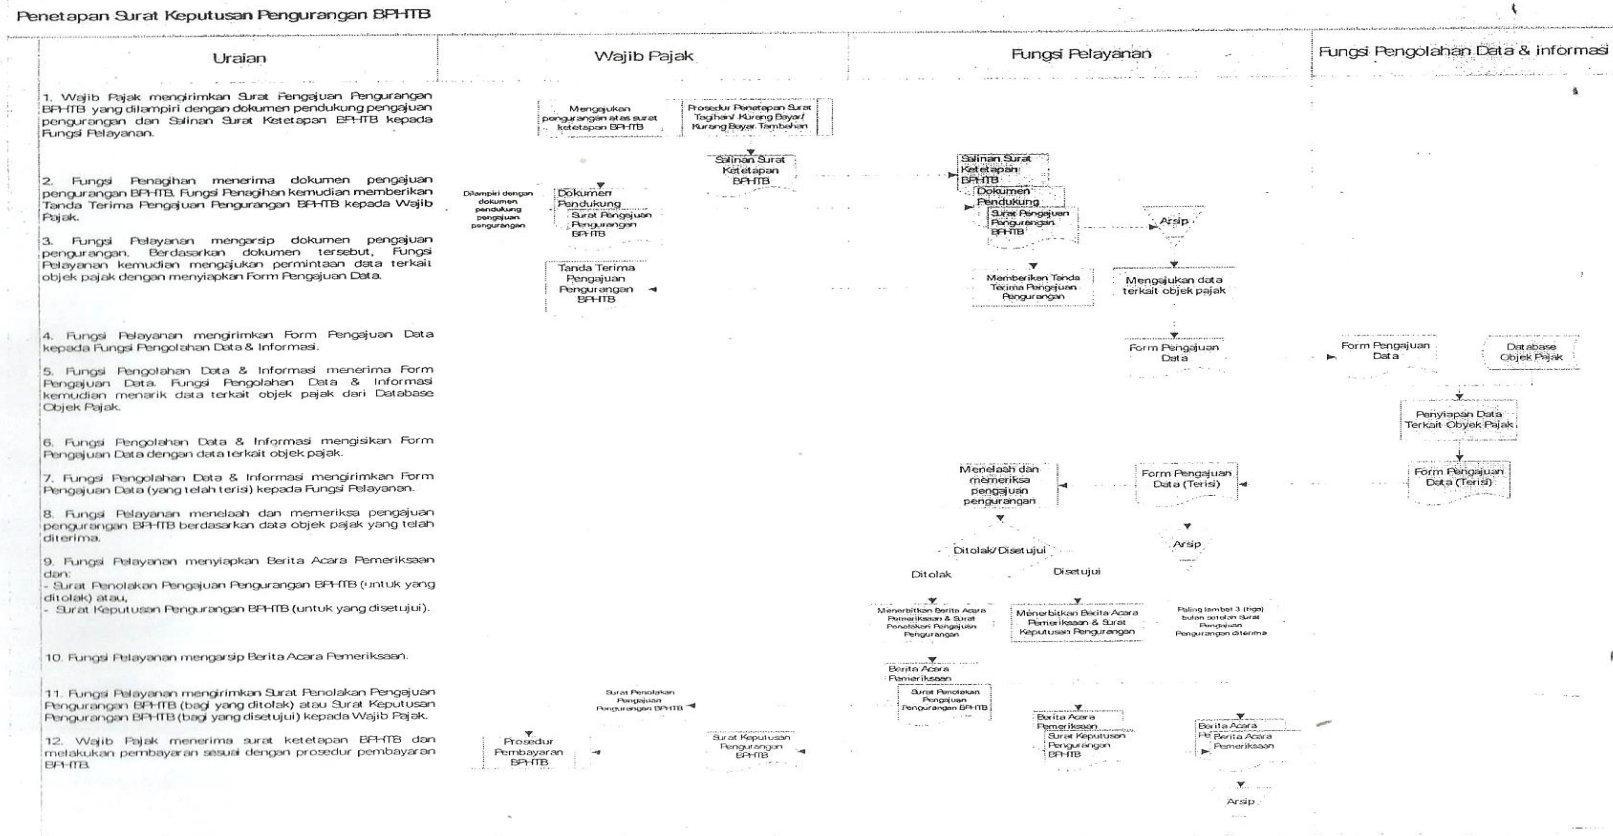 Penetapan Surat Keputusan Pengurangan BPHTB
Uraian
Wajib Pajak
Fungsi Pelayanan
Fungsi Pengolahan Data & informasi
1. Wajib Pajak mengirimkan Surat Pengajuan Pengurangan
BPHTB yang dilampiri dengan dokumen pendukung pengajuan
pengurangan dan Salinan Surat Ketetapan BPHTB kepada
Fungsi Pelayanan.
2. Fungsi Penagihan menerima dokumen pengajuan
pengurangan BPHTB. Fungsi Penagihan kemudian memberikan
Tanda Terima Pengajuan Pengurangan BPHTB kepada Wajib
Pajak.
3. Fungsi Pelayanan mengarsip dokumen pengajuan
pengurangan. Berdasarkan dokumen tersebut, Fungsi
Pelayanan kemudian mengajukan permintaan data terkait
objek pajak dengan menyiapkan Form Pengajuan Data.
4. Fungsi Pelayanan mengirimkan Form Pengajuan Data
kepada Fungsi Pengolahan Data & Informasi.
5. Fungsi Pengolahan Data & Informasi menerima Form
Pengajuan Data. Fungsi Pengolahan Data & Informasi
kemudian menarik data terkait objek pajak dari Database
Objek Pajak.
6. Fungsi Pengolahan Data & Informasi mengisikan Form
Pengajuan Data dengan data terkait objek pajak.
7. Fungsi Pengolahan Data & Informasi mengirimkan Form
Pengajuan Data (yang telah terisi) kepada Fungsi Pelayanan.
8. Fungsi Pelayanan menelaah dan memeriksa pengajuan
pengurangan BPHTB berdasarkan data objek pajak yang telah
diterima.
9. Fungsi Pelayanan menyiapkan Berita Acara Pemeriksaan
dan:
- Surat Penolakan Pengajuan Pengurangan BPHTB (untuk yang
ditolak) atau,
- Surat Keputusan Pengurangan BPHTB (untuk yang disetujui).
10. Fungsi Pelayanan mengarsip Berita Acara Pemeriksaan.
11. Fungsi Pelayanan mengirimkan Surat Penolakan Pengajuan
Pengurangan BPHTB (bagi yang ditolak) atau Surat Keputusan
Pengurangan BPHTB (bagi yang disetujui) kepada Wajib Pajak.
12. Wajib Pajak menerima surat ketetapan BPHTB dan
melakukan pembayaran sesuai dengan prosedur pembayaran
BPHTB.
Mengajukan
pengurangan atas surat
ketetapan BPHTB
Prosedur Penetapan Surat
Tagihan/ Kurang Bayar/
Kurang Bayar Tambahan
Salinan Surat
Ketetapan
BPHTB
Dilampiri dengan
dokumen
pendukung
pengajuan
pengurangan
Dokumen
Pendukung
Surat Pengajuan
Pengurangan
BPHTB
Tanda Terima
Pengajuan
Pengurangan
BPHTB
Salinan Surat
Ketetapan
BPHTB
Dokumen
Pendukung
Surat Pengajuan
Pengurangan
BPHTB
Arsip
Memberikan Tanda
Terima Pengajuan
Pengurangan
Mengajukan data
terkait objek pajak
Form Pengajuan
Data
Form Pengajuan
Data
Database
Objek Pajak
Penyiapan Data
Terkait Obyek Pajak
Form Pengajuan
Data (Terisi)
Form Pengajuan
Data (Terisi)
Menelaah dan
memeriksa
pengajuan
pengurangan
Arsip
Ditolak/Disetujui
Ditolak
Disetujui
Menerbitkan Berita Acara
Pemeriksaan & Surat
Penolakan Pengajuan
Pengurangan
Menerbitkan Berita Acara
Pemeriksaan & Surat
Keputusan Pengurangan
Paling lambat 3 (tiga)
bulan setelah Surat
Pengajuan
Pengurangan diterima
Berita Acara
Pemeriksaan
Surat Penolakan
Pengajuan
Pengurangan BPHTB
Surat Penolakan
Pengajuan
Pengurangan BPHTB
Berita Acara
Pemeriksaan
Surat Keputusan
Pengurangan
BPHTB
Surat Keputusan
Pengurangan
BPHTB
Prosedur
Pembayaran
BPHTB
Berita Acara
Pe
Berita Acara
Pemeriksaan
Arsip